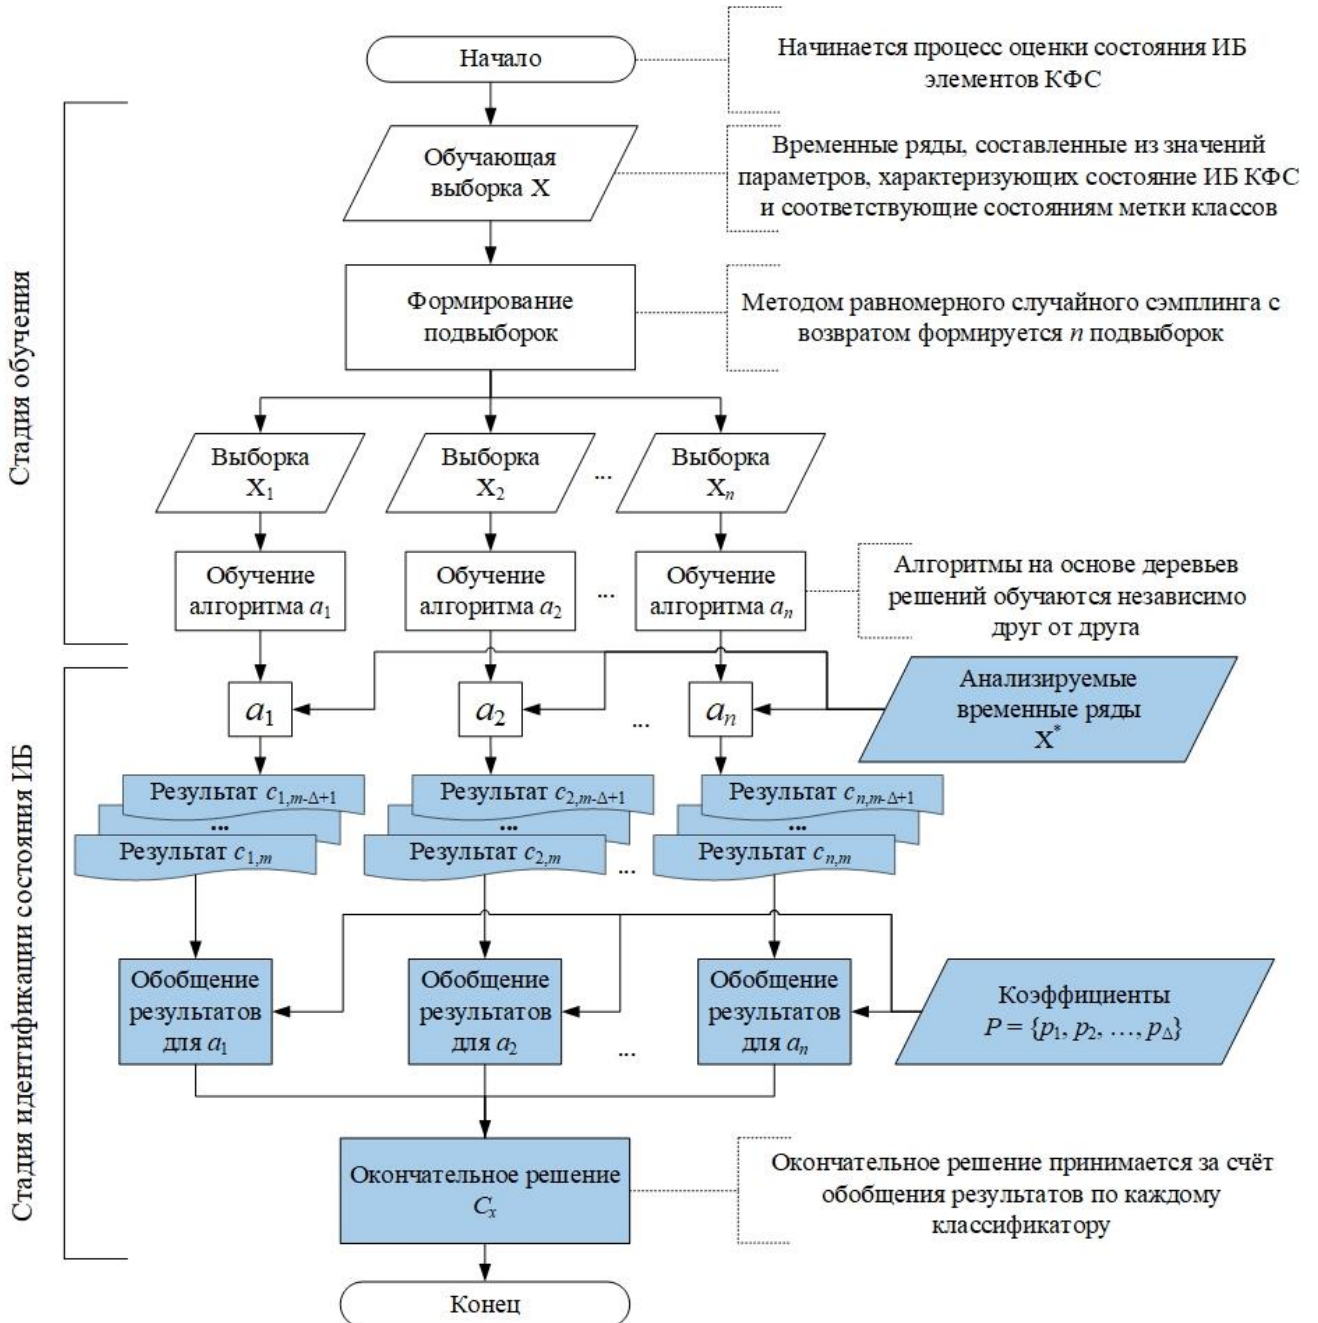 Начало
Начинается процесс оценки состояния ИБ
элементов КФС
Стадия обучения
Обучающая
выборка X
Временные ряды, составленные из значений
параметров, характеризующих состояние ИБ КФС
и соответствующие состояниям метки классов
Формирование
подвыборок
Методом равномерного случайного сэмплинга с
возвратом формируется n подвыборок
Выборка
X₁
Выборка
X₂
...
Выборка
Xₙ
Обучение
алгоритма a₁
Обучение
алгоритма a₂
...
Обучение
алгоритма aₙ
Алгоритмы на основе деревьев
решений обучаются независимо
друг от друга
Стадия идентификации состояния ИБ
a₁
a₂
...
aₙ
Анализируемые
временные ряды
X*
Результат c₁,m-Δ+1
...
Результат c₁,m
Результат c₂,m-Δ+1
...
Результат c₂,m
...
Результат cn,m-Δ+1
...
Результат cn,m
Обобщение
результатов
для a₁
Обобщение
результатов
для a₂
...
Обобщение
результатов
для aₙ
Коэффициенты
P = {p₁, p₂, …, pΔ}
Окончательное решение
Cₓ
Окончательное решение принимается за счёт
обобщения результатов по каждому
классификатору
Конец